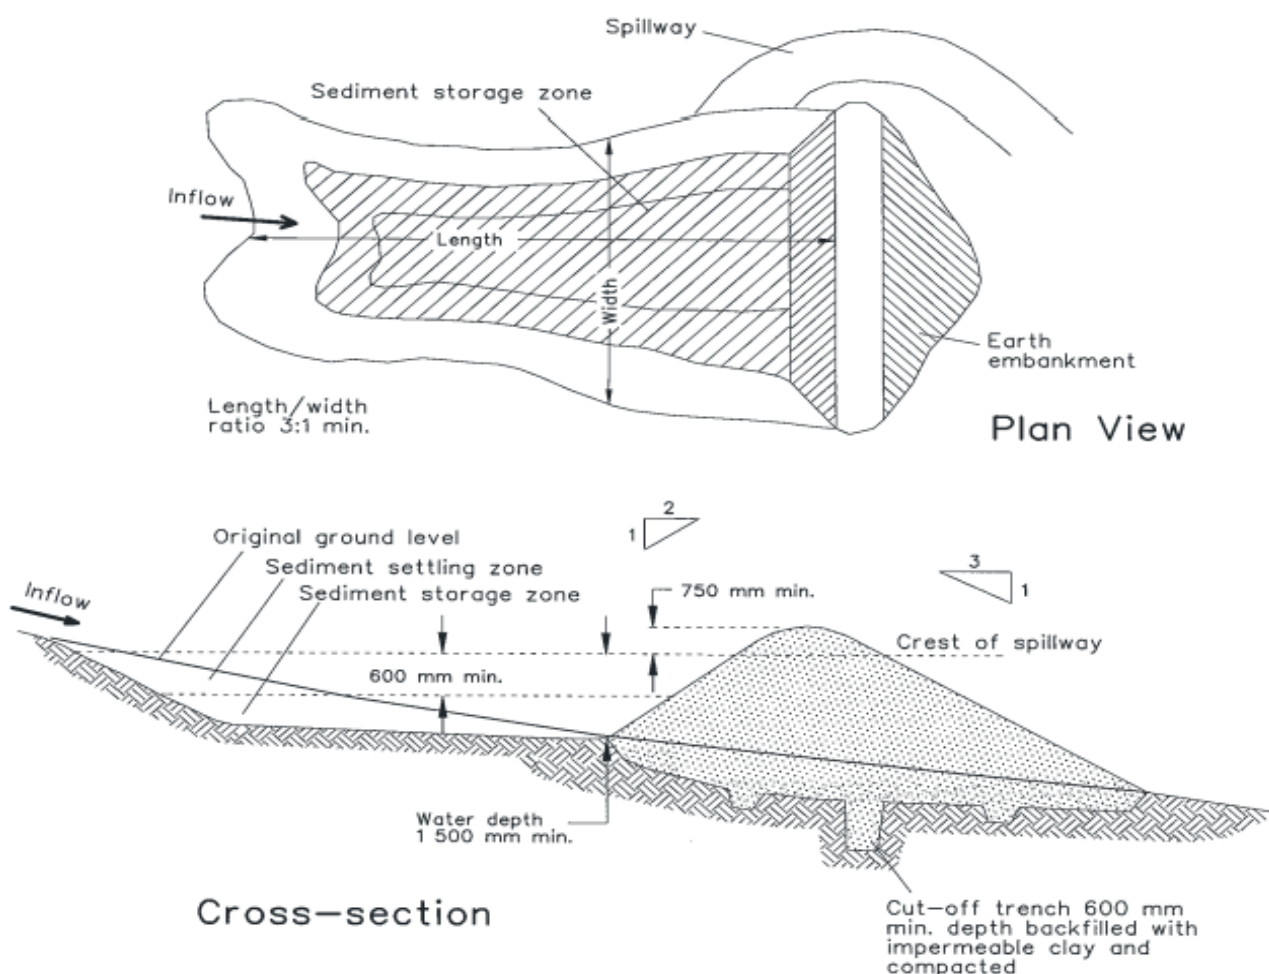 Spillway
Sediment storage zone
Inflow
Length
Width
Earth
embankment
Length/width
ratio 3:1 min.
Plan View
2
1
Original ground level
Sediment settling zone
3
1
Inflow
Sediment storage zone
750 mm min.
Crest of spillway
600 mm min.
Water depth
1 500 mm min.
Cross-section
Cut-off trench 600 mm
min. depth backfilled with
impermeable clay and
compacted